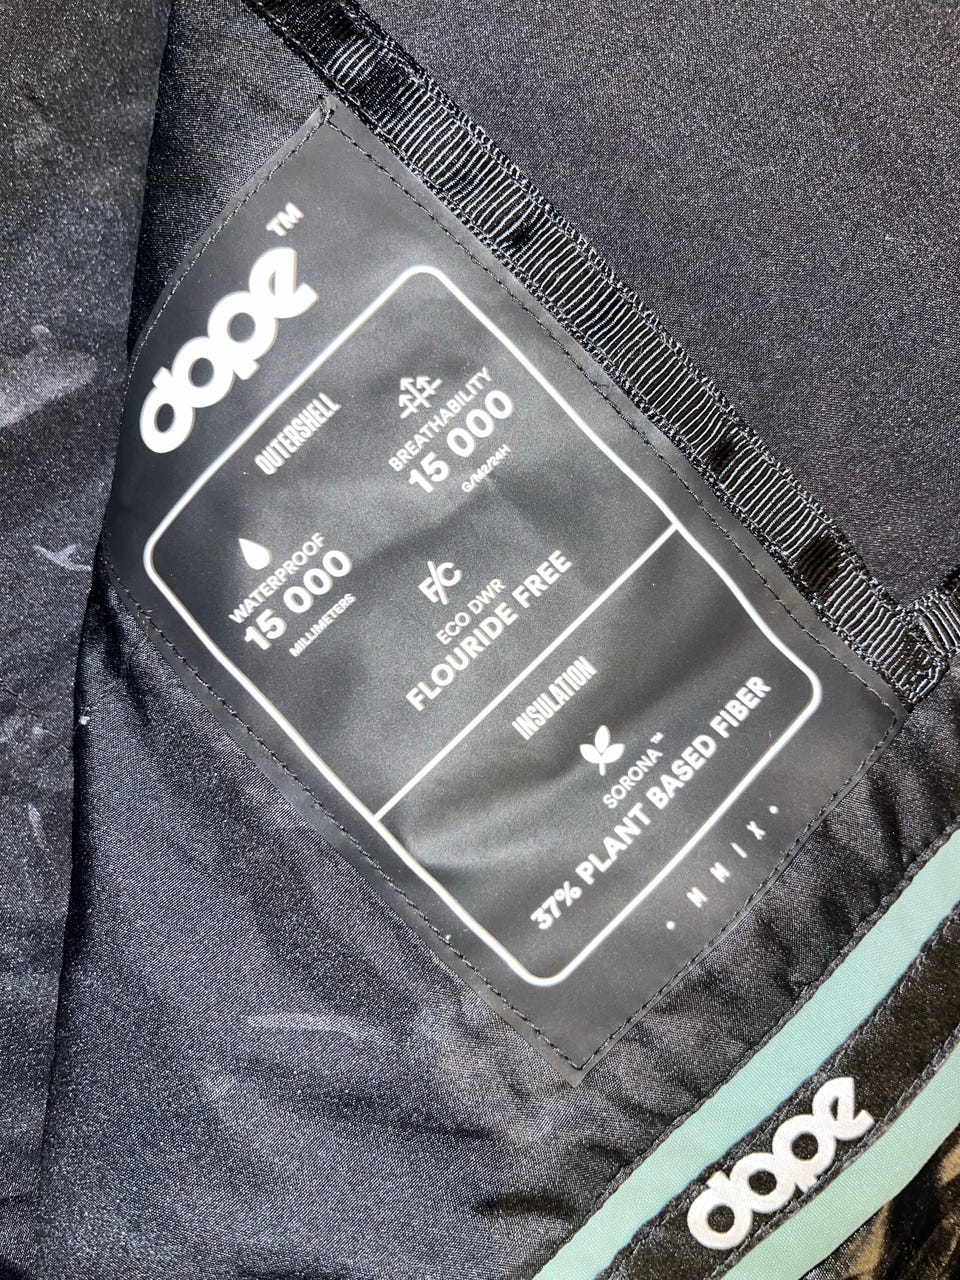 dope™
OUTERSHELL
WATERPROOF
15 000
MILLIMETERS
BREATHABILITY
15 000
G/M2/24H
F/C
ECO DWR
FLOURIDE FREE
INSULATION
SORONA™
37% PLANT BASED FIBER
• M M I X •
dope